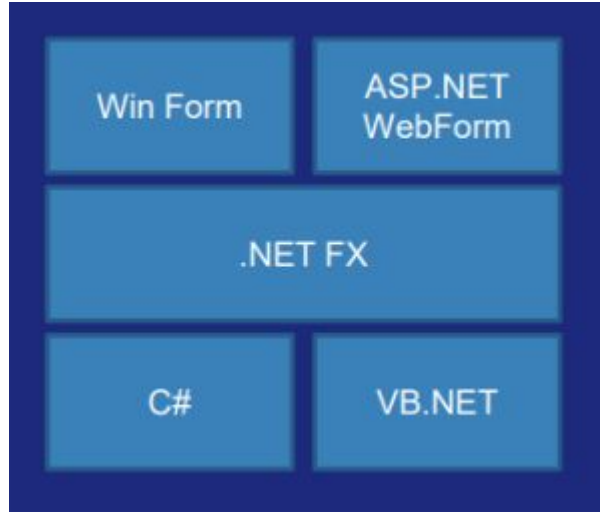 Win Form
ASP.NET
WebForm
.NET FX
C#
VB.NET